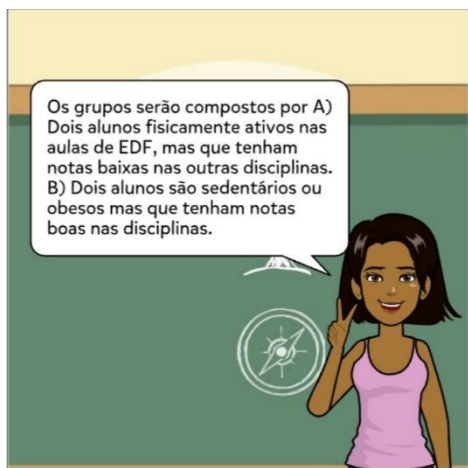 Os grupos serão compostos por A)
Dois alunos fisicamente ativos nas
aulas de EDF, mas que tenham
notas baixas nas outras disciplinas.
B) Dois alunos são sedentários ou
obesos mas que tenham notas
boas nas disciplinas.